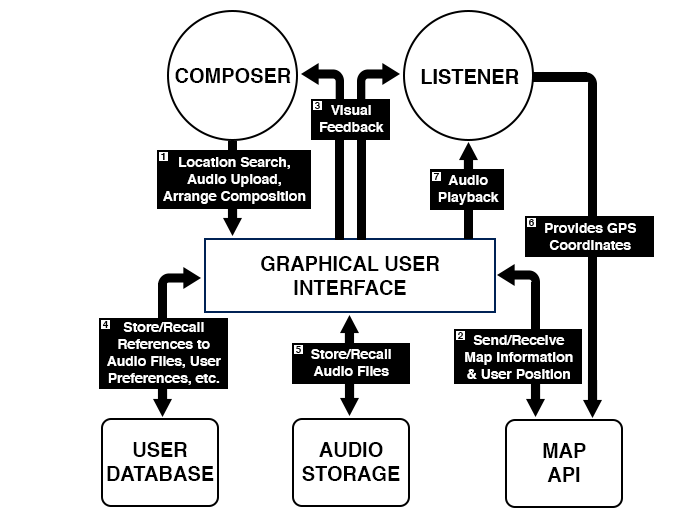 COMPOSER
LISTENER
3 Visual
Feedback
1 Location Search,
Audio Upload,
Arrange Composition
7 Audio
Playback
6 Provides GPS
Coordinates
GRAPHICAL USER
INTERFACE
4 Store/Recall
References to
Audio Files, User
Preferences, etc.
5 Store/Recall
Audio Files
2 Send/Receive
Map Information
& User Position
USER
DATABASE
AUDIO
STORAGE
MAP
API